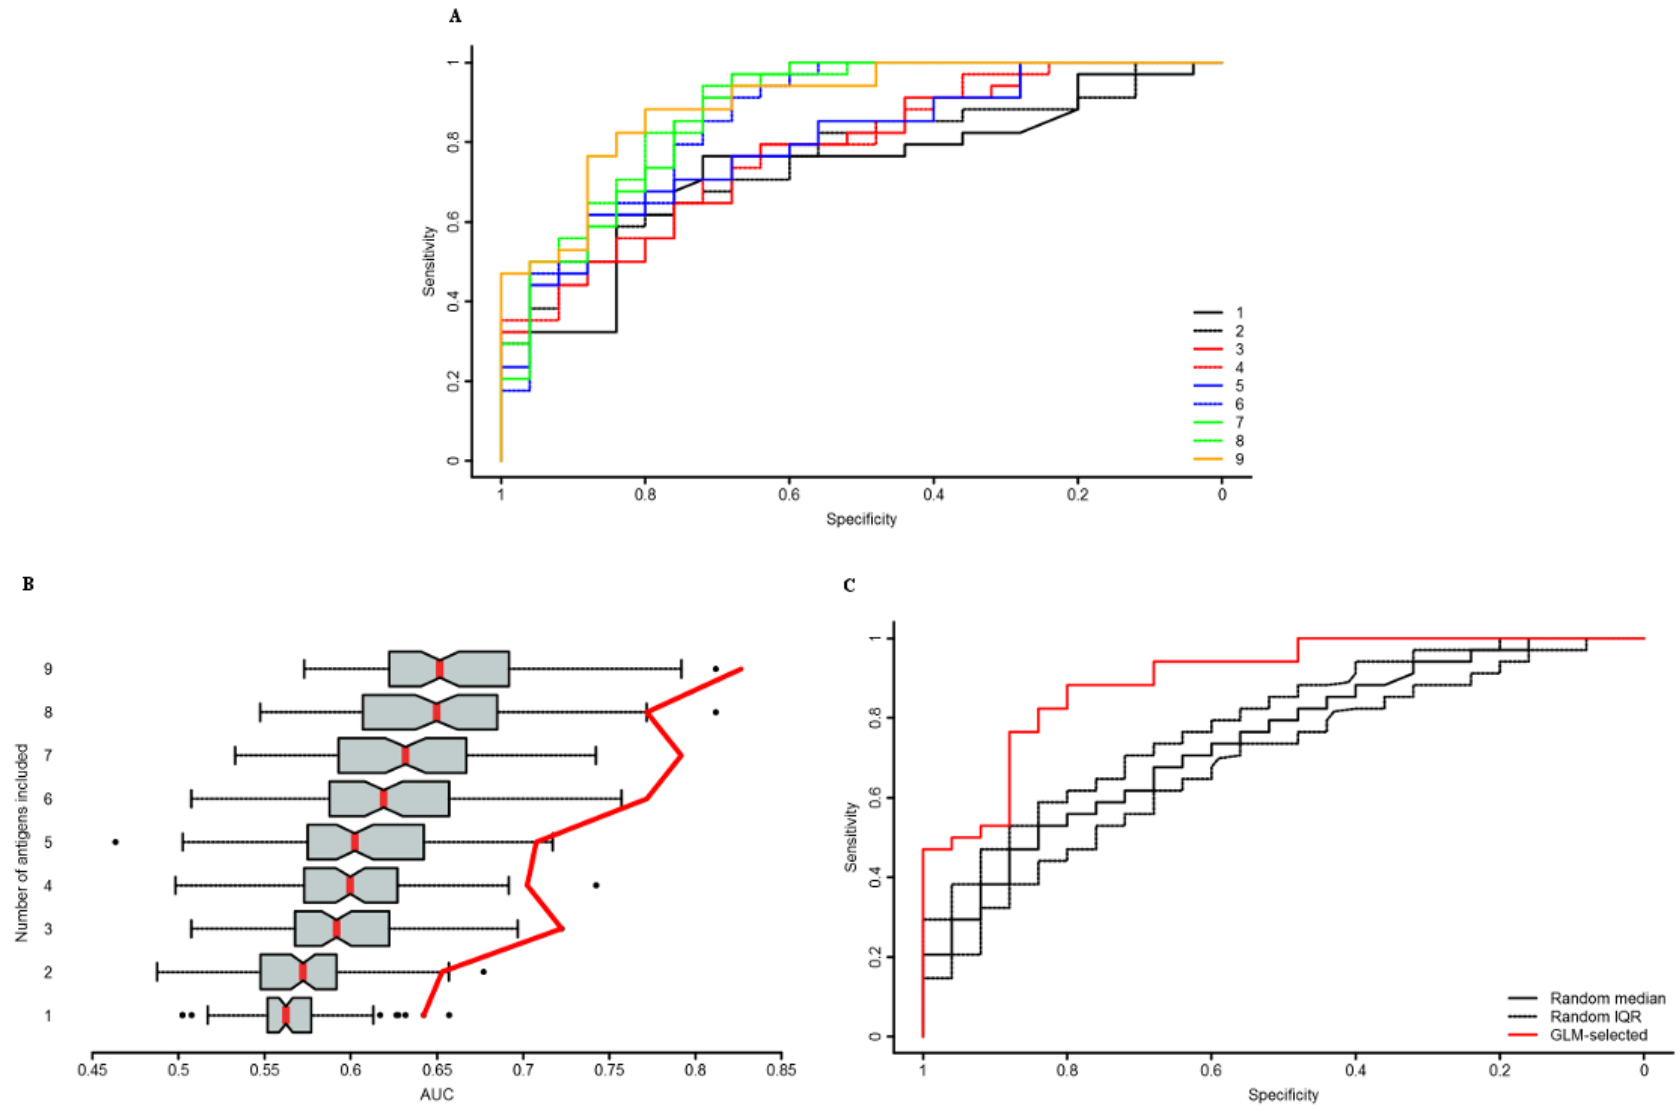 A
1
0.8
0.6
0.4
0.2
0
Sensitivity
1
2
3
4
5
6
7
8
9
1 0.8 0.6 0.4 0.2 0
Specificity
B
9
8
7
6
5
4
3
2
1
Number of antigens included
0.45 0.5 0.55 0.6 0.65 0.7 0.75 0.8 0.85
AUC
C
1
0.8
0.6
0.4
0.2
0
Sensitivity
Random median
Random IQR
GLM-selected
1 0.8 0.6 0.4 0.2 0
Specificity